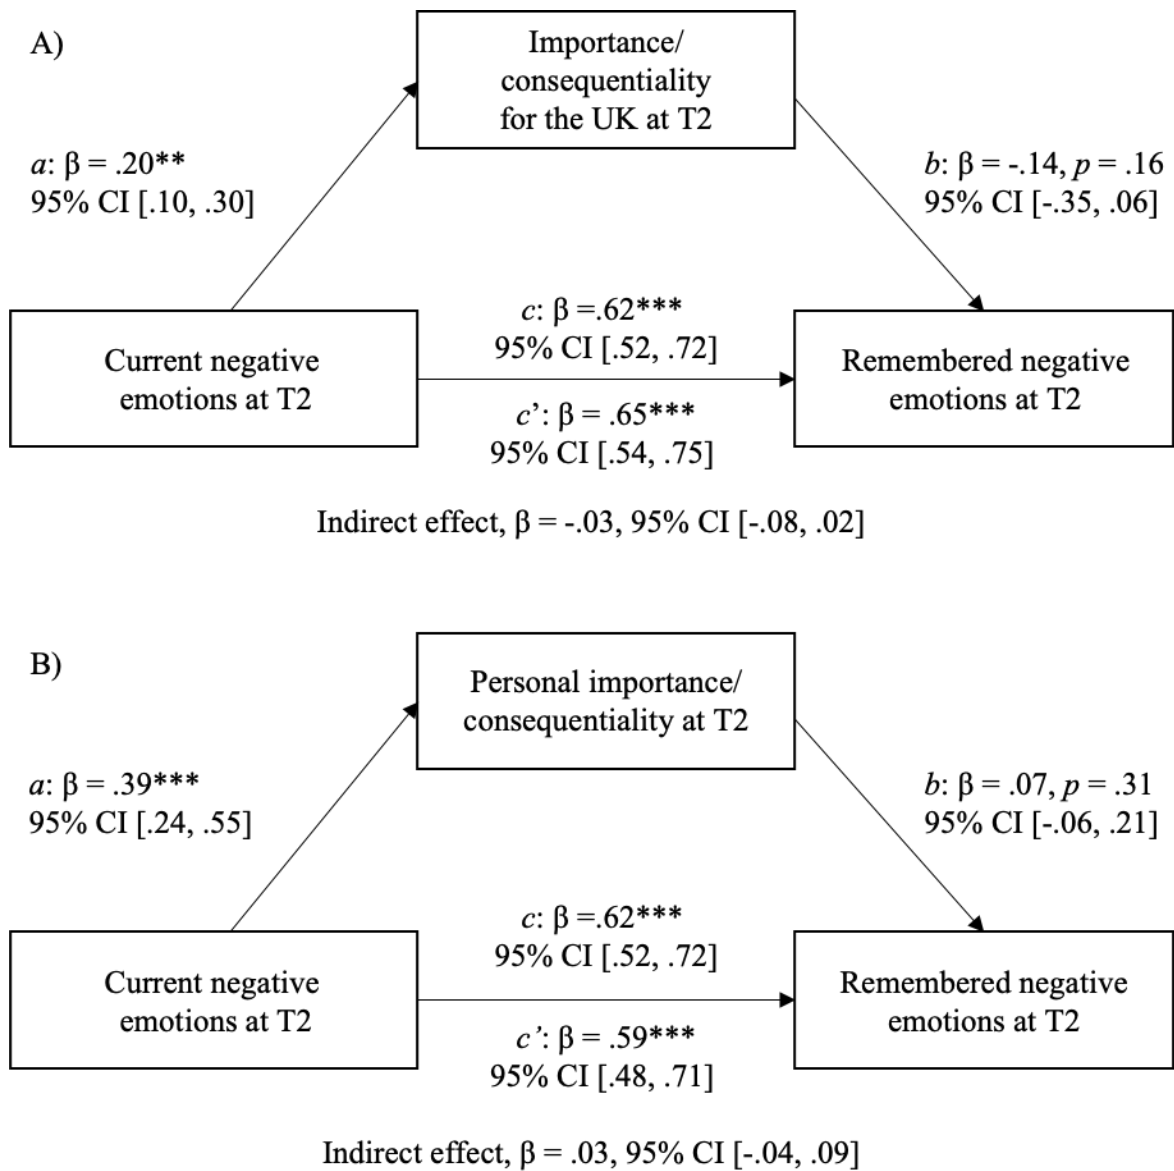 A)
Importance/
consequentiality
for the UK at T2
a: β = .20**
95% CI [.10, .30]
b: β = -.14, p = .16
95% CI [-.35, .06]
Current negative
emotions at T2
c: β =.62***
95% CI [.52, .72]
c’: β = .65***
95% CI [.54, .75]
Remembered negative
emotions at T2
Indirect effect, β = -.03, 95% CI [-.08, .02]
B)
Personal importance/
consequentiality at T2
a: β = .39***
95% CI [.24, .55]
b: β = .07, p = .31
95% CI [-.06, .21]
Current negative
emotions at T2
c: β =.62***
95% CI [.52, .72]
c’: β = .59***
95% CI [.48, .71]
Remembered negative
emotions at T2
Indirect effect, β = .03, 95% CI [-.04, .09]